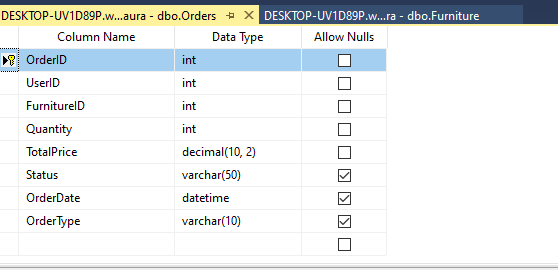 DESKTOP-UV1D89P.w...aura - dbo.Orders DESKTOP-UV1D89P.w...ra - dbo.Furniture
Column Name Data Type Allow Nulls
OrderID int
UserID int
FurnitureID int
Quantity int
TotalPrice decimal(10, 2)
Status varchar(50)
OrderDate datetime
OrderType varchar(10)